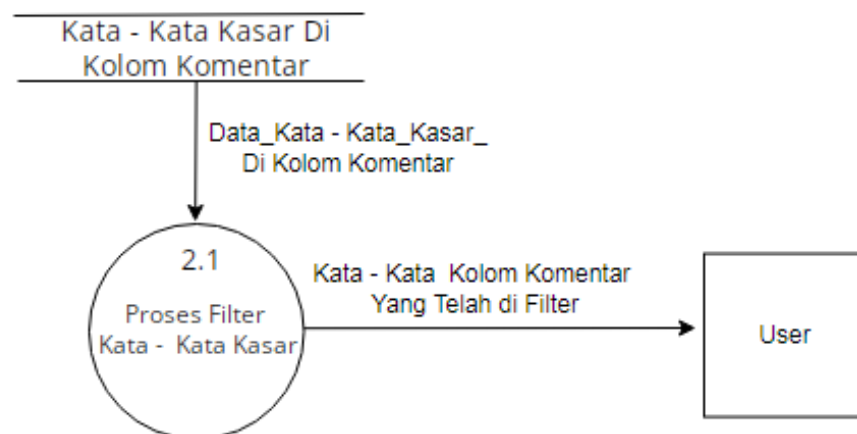 Kata - Kata Kasar Di
Kolom Komentar
Data_Kata - Kata_Kasar_
Di Kolom Komentar
2.1
Proses Filter
Kata - Kata Kasar
Kata - Kata Kolom Komentar
Yang Telah di Filter
User